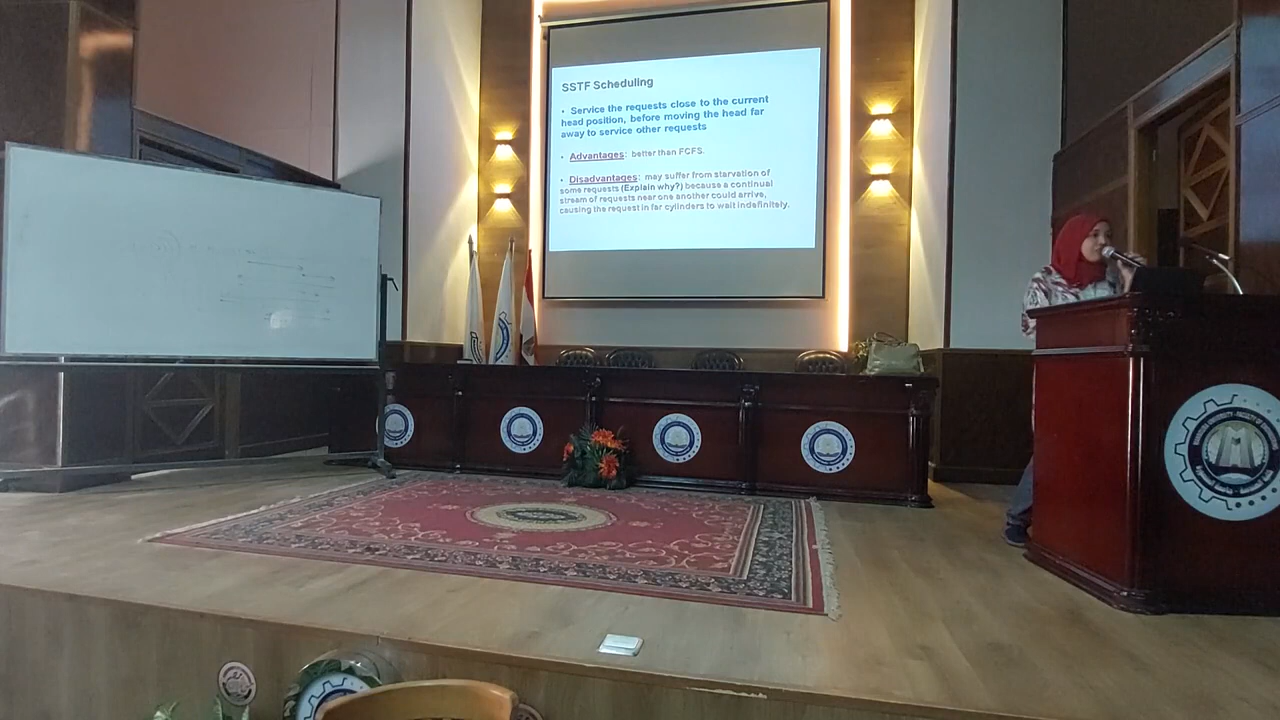 SSTF Scheduling
• Service the requests close to the current
head position, before moving the head far
away to service other requests
• Advantages: better than FCFS.
• Disadvantages: may suffer from starvation of
some requests (Explain why?) because a continual
stream of requests near one another could arrive,
causing the request in far cylinders to wait indefinitely.